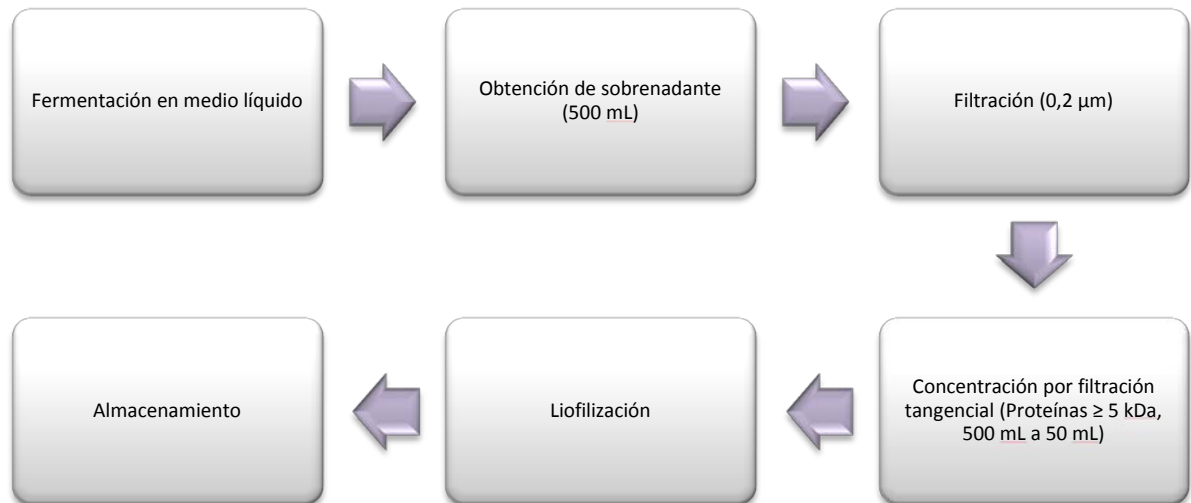 Fermentación en medio líquido
Obtención de sobrenadante
(500 mL)
Filtración (0,2 µm)
Concentración por filtración
tangencial (Proteínas ≥ 5 kDa,
500 mL a 50 mL)
Liofilización
Almacenamiento